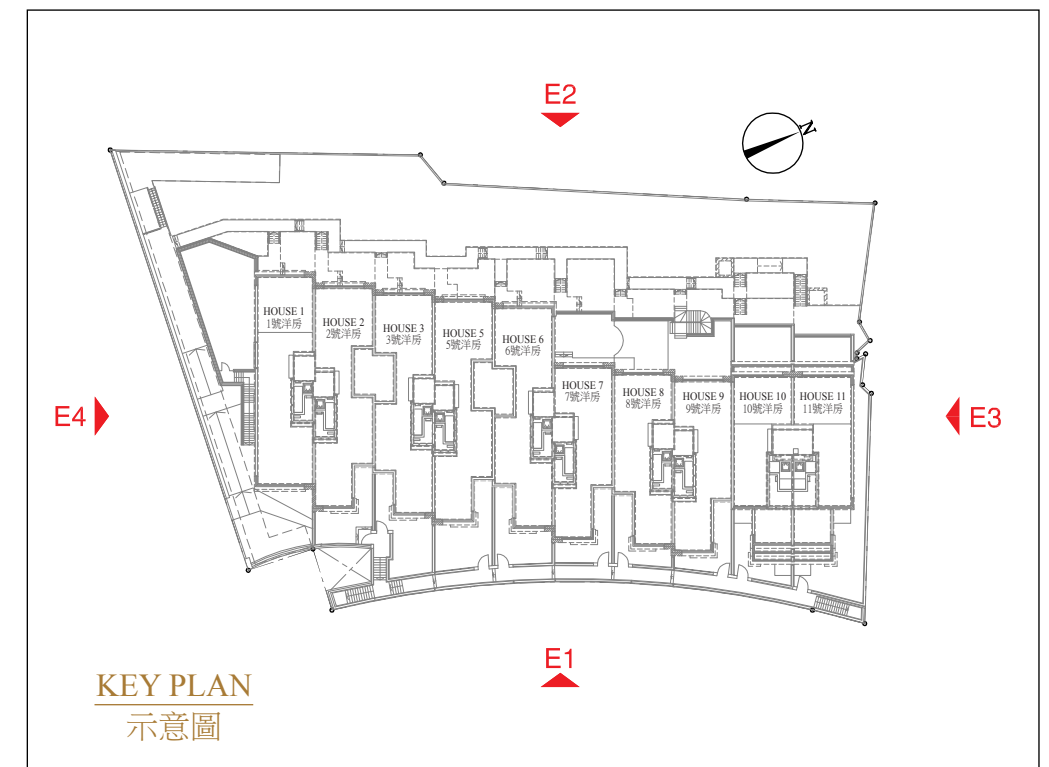 E2
N
HOUSE 1
1號洋房
HOUSE 2
2號洋房
HOUSE 3
3號洋房
HOUSE 5
5號洋房
HOUSE 6
6號洋房
HOUSE 7
7號洋房
HOUSE 8
8號洋房
HOUSE 9
9號洋房
HOUSE 10
10號洋房
HOUSE 11
11號洋房
E4
E3
E1
KEY PLAN
示意圖